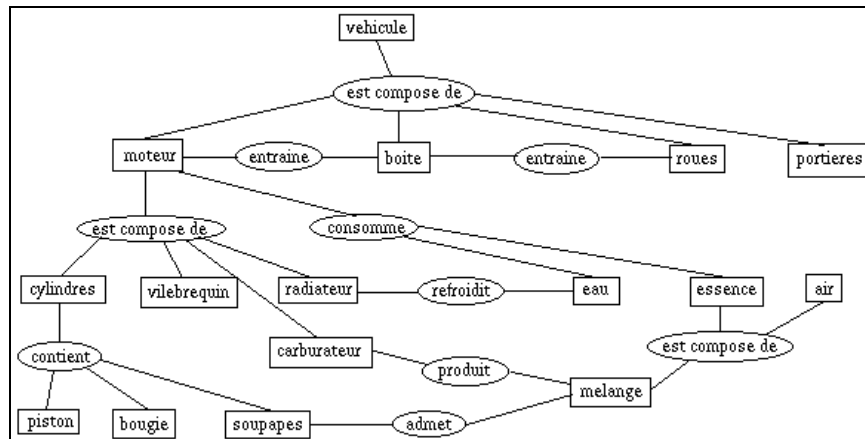 vehicule
est compose de
moteur entraine boite entraine roues portieres
est compose de consomme
cylindres vilebrequin radiateur refroidit eau essence air
contient carburateur produit est compose de
melange
piston bougie soupapes admet